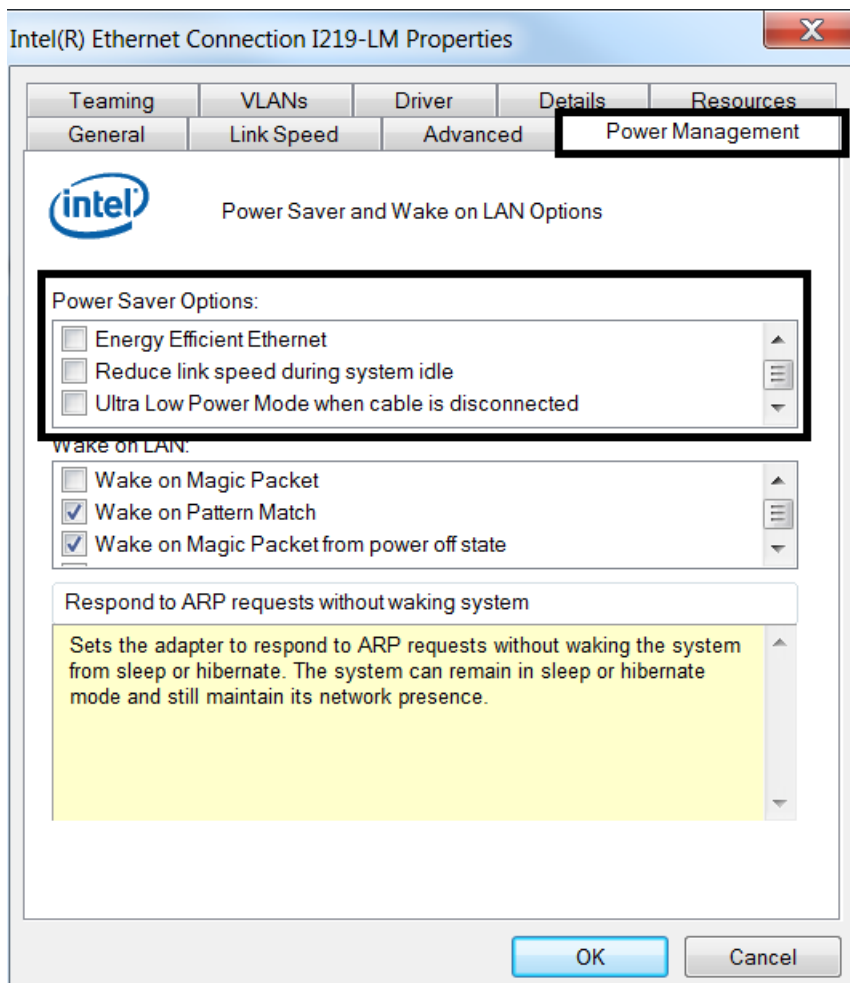 Intel(R) Ethernet Connection I219-LM Properties
X
Teaming VLANs Driver Details Resources
General Link Speed Advanced Power Management
intel
Power Saver and Wake on LAN Options
Power Saver Options:
Energy Efficient Ethernet
Reduce link speed during system idle
Ultra Low Power Mode when cable is disconnected
Wake on LAN:
Wake on Magic Packet
Wake on Pattern Match
Wake on Magic Packet from power off state
Respond to ARP requests without waking system
Sets the adapter to respond to ARP requests without waking the system
from sleep or hibernate. The system can remain in sleep or hibernate
mode and still maintain its network presence.
OK Cancel